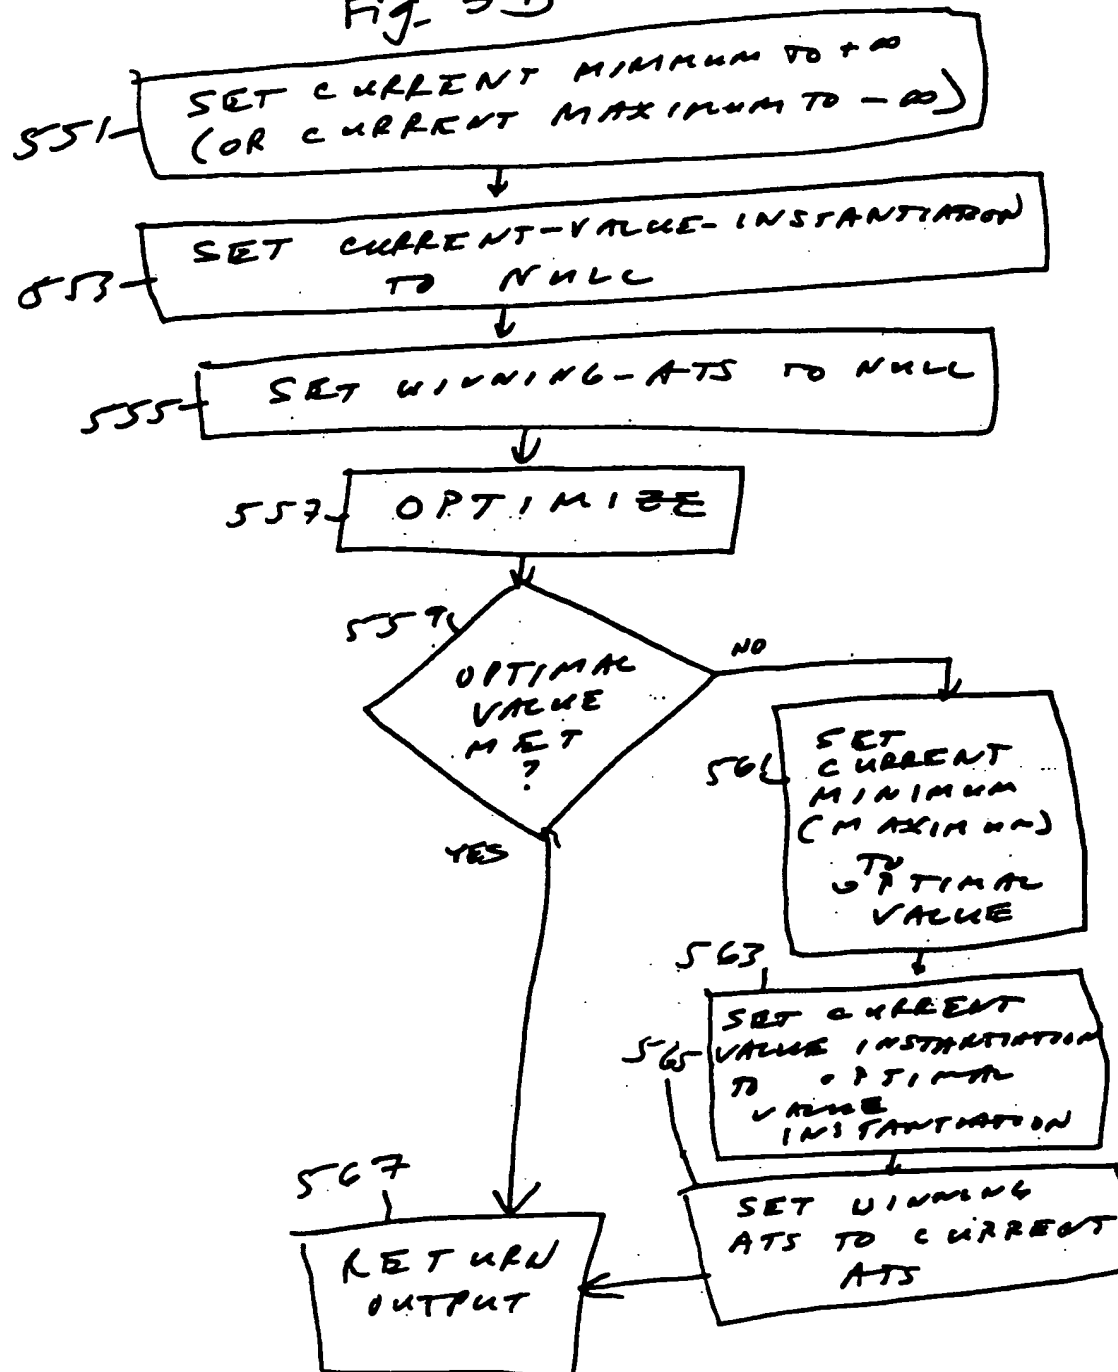 Fig. 5D
SET CURRENT MINIMUM TO +∞
(OR CURRENT MAXIMUM TO -∞)
551
SET CURRENT-VALUE-INSTANTIATION
TO NULL
553
SET WINNING-ATS TO NULL
555
557
OPTIMIZE
559
OPTIMAL
VALUE
MET
?
NO
YES
561
SET
CURRENT
MINIMUM
(MAXIMUM)
TO
OPTIMAL
VALUE
563
SET CURRENT
VALUE INSTANTIATION
TO OPTIMAL
VALUE
INSTANTIATION
565
SET WINNING
ATS TO CURRENT
ATS
567
RETURN
OUTPUT